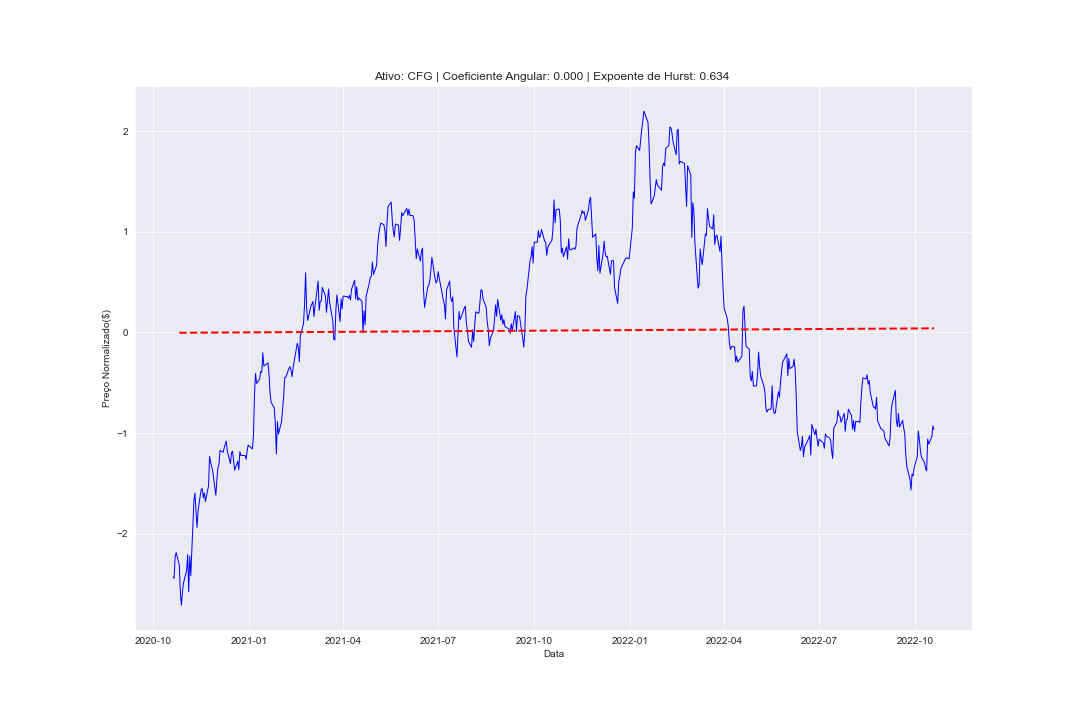 Ativo: CFG | Coeficiente Angular: 0.000 | Expoente de Hurst: 0.634
Preço Normalizado($)
2
1
0
−1
−2
2020-10 2021-01 2021-04 2021-07 2021-10 2022-01 2022-04 2022-07 2022-10
Data